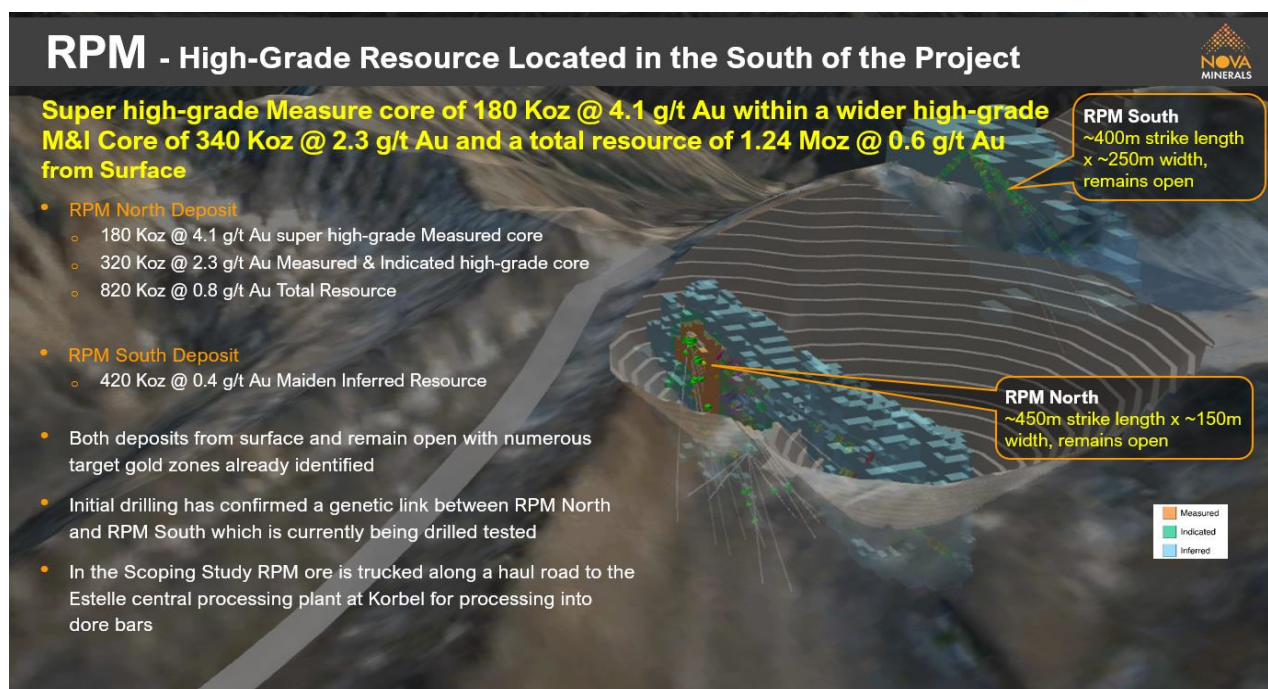 RPM - High-Grade Resource Located in the South of the Project
NOVA
MINERALS
Super high-grade Measure core of 180 Koz @ 4.1 g/t Au within a wider high-grade
M&I Core of 340 Koz @ 2.3 g/t Au and a total resource of 1.24 Moz @ 0.6 g/t Au
from Surface
• RPM North Deposit
○ 180 Koz @ 4.1 g/t Au super high-grade Measured core
○ 320 Koz @ 2.3 g/t Au Measured & Indicated high-grade core
○ 820 Koz @ 0.8 g/t Au Total Resource
• RPM South Deposit
○ 420 Koz @ 0.4 g/t Au Maiden Inferred Resource
• Both deposits from surface and remain open with numerous
target gold zones already identified
• Initial drilling has confirmed a genetic link between RPM North
and RPM South which is currently being drilled tested
• In the Scoping Study RPM ore is trucked along a haul road to the
Estelle central processing plant at Korbel for processing into
dore bars
RPM South
~400m strike length
x ~250m width,
remains open
RPM North
~450m strike length x ~150m
width, remains open
Measured
Indicated
Inferred